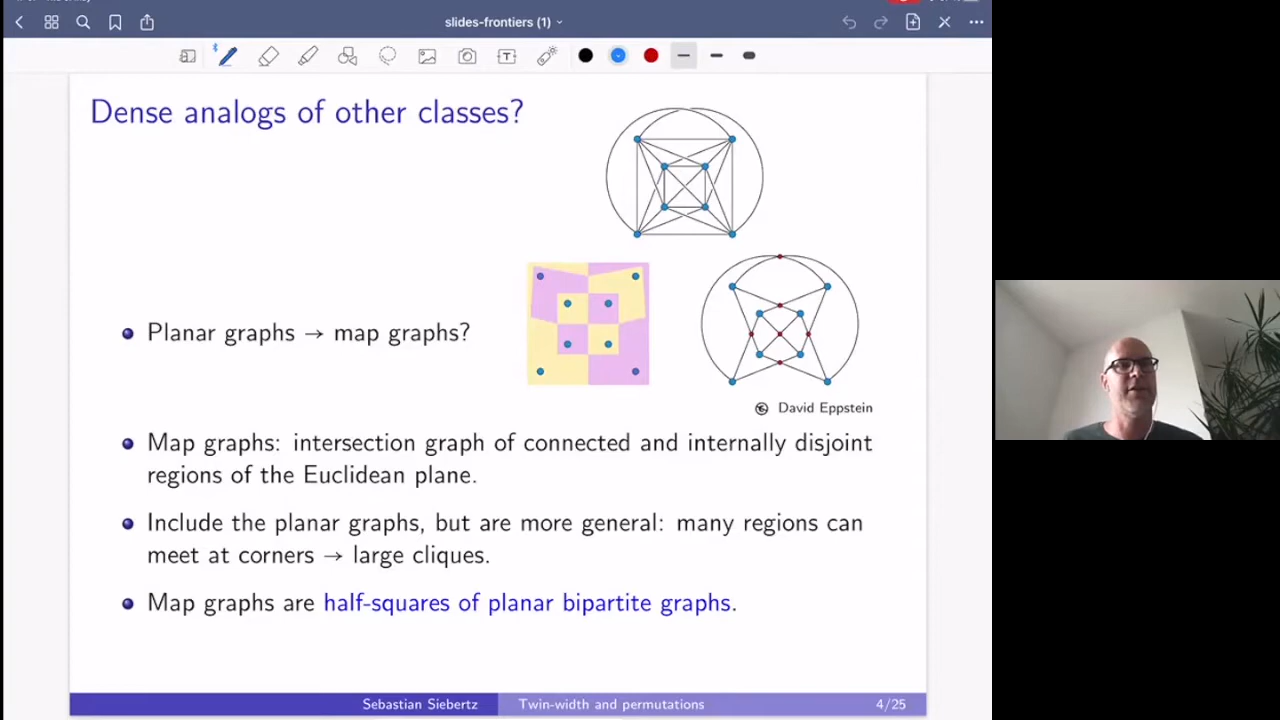 slides-frontiers (1)
Dense analogs of other classes?
Planar graphs → map graphs?
David Eppstein
Map graphs: intersection graph of connected and internally disjoint
regions of the Euclidean plane.
Include the planar graphs, but are more general: many regions can
meet at corners → large cliques.
Map graphs are half-squares of planar bipartite graphs.
Sebastian Siebertz
Twin-width and permutations
4/25